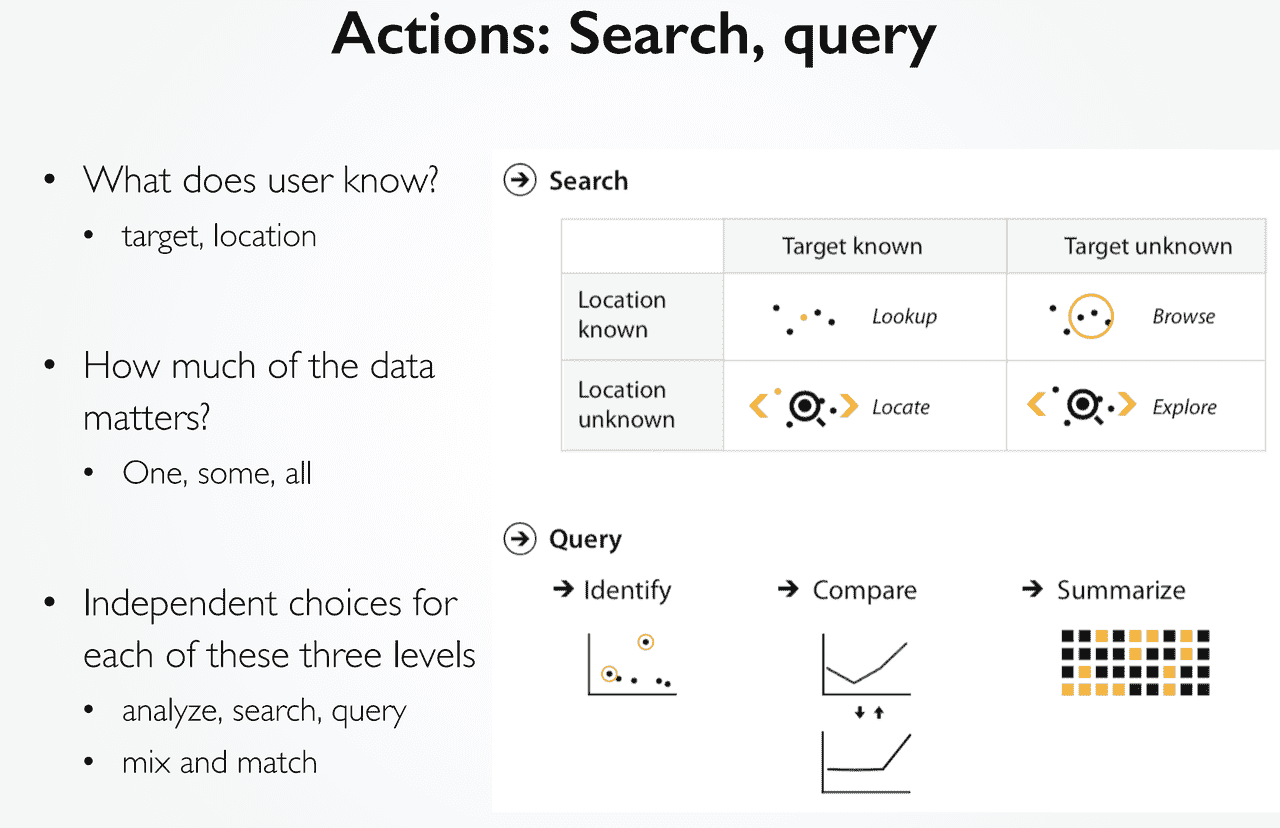 Actions: Search, query
• What does user know?
• target, location
• How much of the data
matters?
• One, some, all
• Independent choices for
each of these three levels
• analyze, search, query
• mix and match
Search
Target known
Target unknown
Location
known
Lookup
Browse
Location
unknown
Locate
Explore
Query
Identify
Compare
Summarize